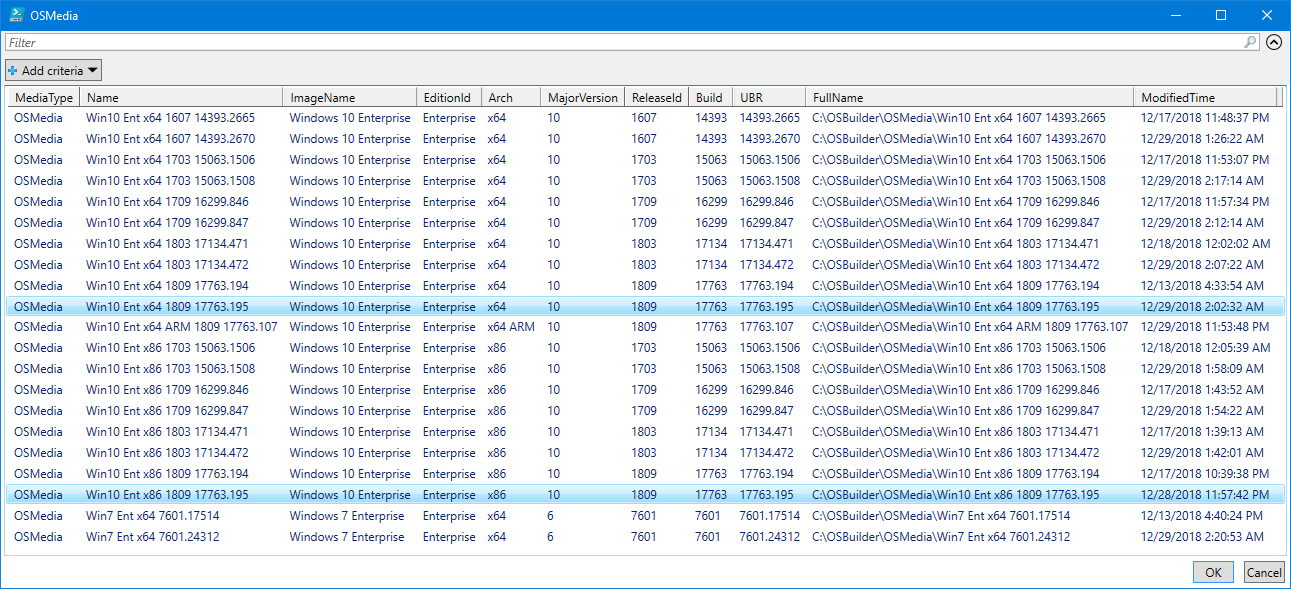 OSMedia
Filter
Add criteria
MediaType Name ImageName EditionId Arch MajorVersion ReleaseId Build UBR FullName ModifiedTime
OSMedia Win10 Ent x64 1607 14393.2665 Windows 10 Enterprise Enterprise x64 10 1607 14393 14393.2665 C:\OSBuilder\OSMedia\Win10 Ent x64 1607 14393.2665 12/17/2018 11:48:37 PM
OSMedia Win10 Ent x64 1607 14393.2670 Windows 10 Enterprise Enterprise x64 10 1607 14393 14393.2670 C:\OSBuilder\OSMedia\Win10 Ent x64 1607 14393.2670 12/29/2018 1:26:22 AM
OSMedia Win10 Ent x64 1703 15063.1506 Windows 10 Enterprise Enterprise x64 10 1703 15063 15063.1506 C:\OSBuilder\OSMedia\Win10 Ent x64 1703 15063.1506 12/17/2018 11:53:07 PM
OSMedia Win10 Ent x64 1703 15063.1508 Windows 10 Enterprise Enterprise x64 10 1703 15063 15063.1508 C:\OSBuilder\OSMedia\Win10 Ent x64 1703 15063.1508 12/29/2018 2:17:14 AM
OSMedia Win10 Ent x64 1709 16299.846 Windows 10 Enterprise Enterprise x64 10 1709 16299 16299.846 C:\OSBuilder\OSMedia\Win10 Ent x64 1709 16299.846 12/17/2018 11:57:34 PM
OSMedia Win10 Ent x64 1709 16299.847 Windows 10 Enterprise Enterprise x64 10 1709 16299 16299.847 C:\OSBuilder\OSMedia\Win10 Ent x64 1709 16299.847 12/29/2018 2:12:14 AM
OSMedia Win10 Ent x64 1803 17134.471 Windows 10 Enterprise Enterprise x64 10 1803 17134 17134.471 C:\OSBuilder\OSMedia\Win10 Ent x64 1803 17134.471 12/18/2018 12:02:02 AM
OSMedia Win10 Ent x64 1803 17134.472 Windows 10 Enterprise Enterprise x64 10 1803 17134 17134.472 C:\OSBuilder\OSMedia\Win10 Ent x64 1803 17134.472 12/29/2018 2:07:22 AM
OSMedia Win10 Ent x64 1809 17763.194 Windows 10 Enterprise Enterprise x64 10 1809 17763 17763.194 C:\OSBuilder\OSMedia\Win10 Ent x64 1809 17763.194 12/13/2018 4:33:54 AM
OSMedia Win10 Ent x64 1809 17763.195 Windows 10 Enterprise Enterprise x64 10 1809 17763 17763.195 C:\OSBuilder\OSMedia\Win10 Ent x64 1809 17763.195 12/29/2018 2:02:32 AM
OSMedia Win10 Ent x64 ARM 1809 17763.107 Windows 10 Enterprise Enterprise x64 ARM 10 1809 17763 17763.107 C:\OSBuilder\OSMedia\Win10 Ent x64 ARM 1809 17763.107 12/29/2018 11:53:48 PM
OSMedia Win10 Ent x86 1703 15063.1506 Windows 10 Enterprise Enterprise x86 10 1703 15063 15063.1506 C:\OSBuilder\OSMedia\Win10 Ent x86 1703 15063.1506 12/18/2018 12:05:39 AM
OSMedia Win10 Ent x86 1703 15063.1508 Windows 10 Enterprise Enterprise x86 10 1703 15063 15063.1508 C:\OSBuilder\OSMedia\Win10 Ent x86 1703 15063.1508 12/29/2018 1:58:09 AM
OSMedia Win10 Ent x86 1709 16299.846 Windows 10 Enterprise Enterprise x86 10 1709 16299 16299.846 C:\OSBuilder\OSMedia\Win10 Ent x86 1709 16299.846 12/17/2018 1:43:52 AM
OSMedia Win10 Ent x86 1709 16299.847 Windows 10 Enterprise Enterprise x86 10 1709 16299 16299.847 C:\OSBuilder\OSMedia\Win10 Ent x86 1709 16299.847 12/29/2018 1:54:22 AM
OSMedia Win10 Ent x86 1803 17134.471 Windows 10 Enterprise Enterprise x86 10 1803 17134 17134.471 C:\OSBuilder\OSMedia\Win10 Ent x86 1803 17134.471 12/17/2018 1:39:13 AM
OSMedia Win10 Ent x86 1803 17134.472 Windows 10 Enterprise Enterprise x86 10 1803 17134 17134.472 C:\OSBuilder\OSMedia\Win10 Ent x86 1803 17134.472 12/29/2018 1:42:01 AM
OSMedia Win10 Ent x86 1809 17763.194 Windows 10 Enterprise Enterprise x86 10 1809 17763 17763.194 C:\OSBuilder\OSMedia\Win10 Ent x86 1809 17763.194 12/17/2018 10:39:38 PM
OSMedia Win10 Ent x86 1809 17763.195 Windows 10 Enterprise Enterprise x86 10 1809 17763 17763.195 C:\OSBuilder\OSMedia\Win10 Ent x86 1809 17763.195 12/28/2018 11:57:42 PM
OSMedia Win7 Ent x64 7601.17514 Windows 7 Enterprise Enterprise x64 6 7601 7601 7601.17514 C:\OSBuilder\OSMedia\Win7 Ent x64 7601.17514 12/13/2018 4:40:24 PM
OSMedia Win7 Ent x64 7601.24312 Windows 7 Enterprise Enterprise x64 6 7601 7601 7601.24312 C:\OSBuilder\OSMedia\Win7 Ent x64 7601.24312 12/29/2018 2:20:53 AM
OK Cancel